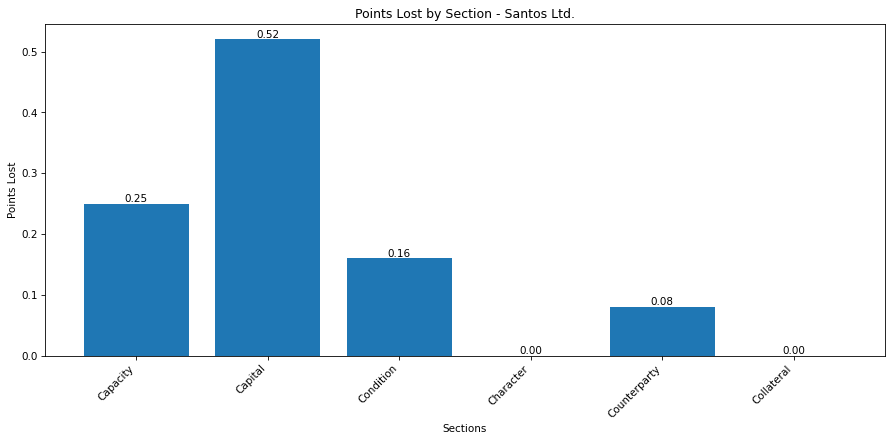 Points Lost by Section - Santos Ltd.
Points Lost
0.5
0.4
0.3
0.2
0.1
0.0
0.25
0.52
0.16
0.00
0.08
0.00
Capacity
Capital
Condition
Character
Counterparty
Collateral
Sections